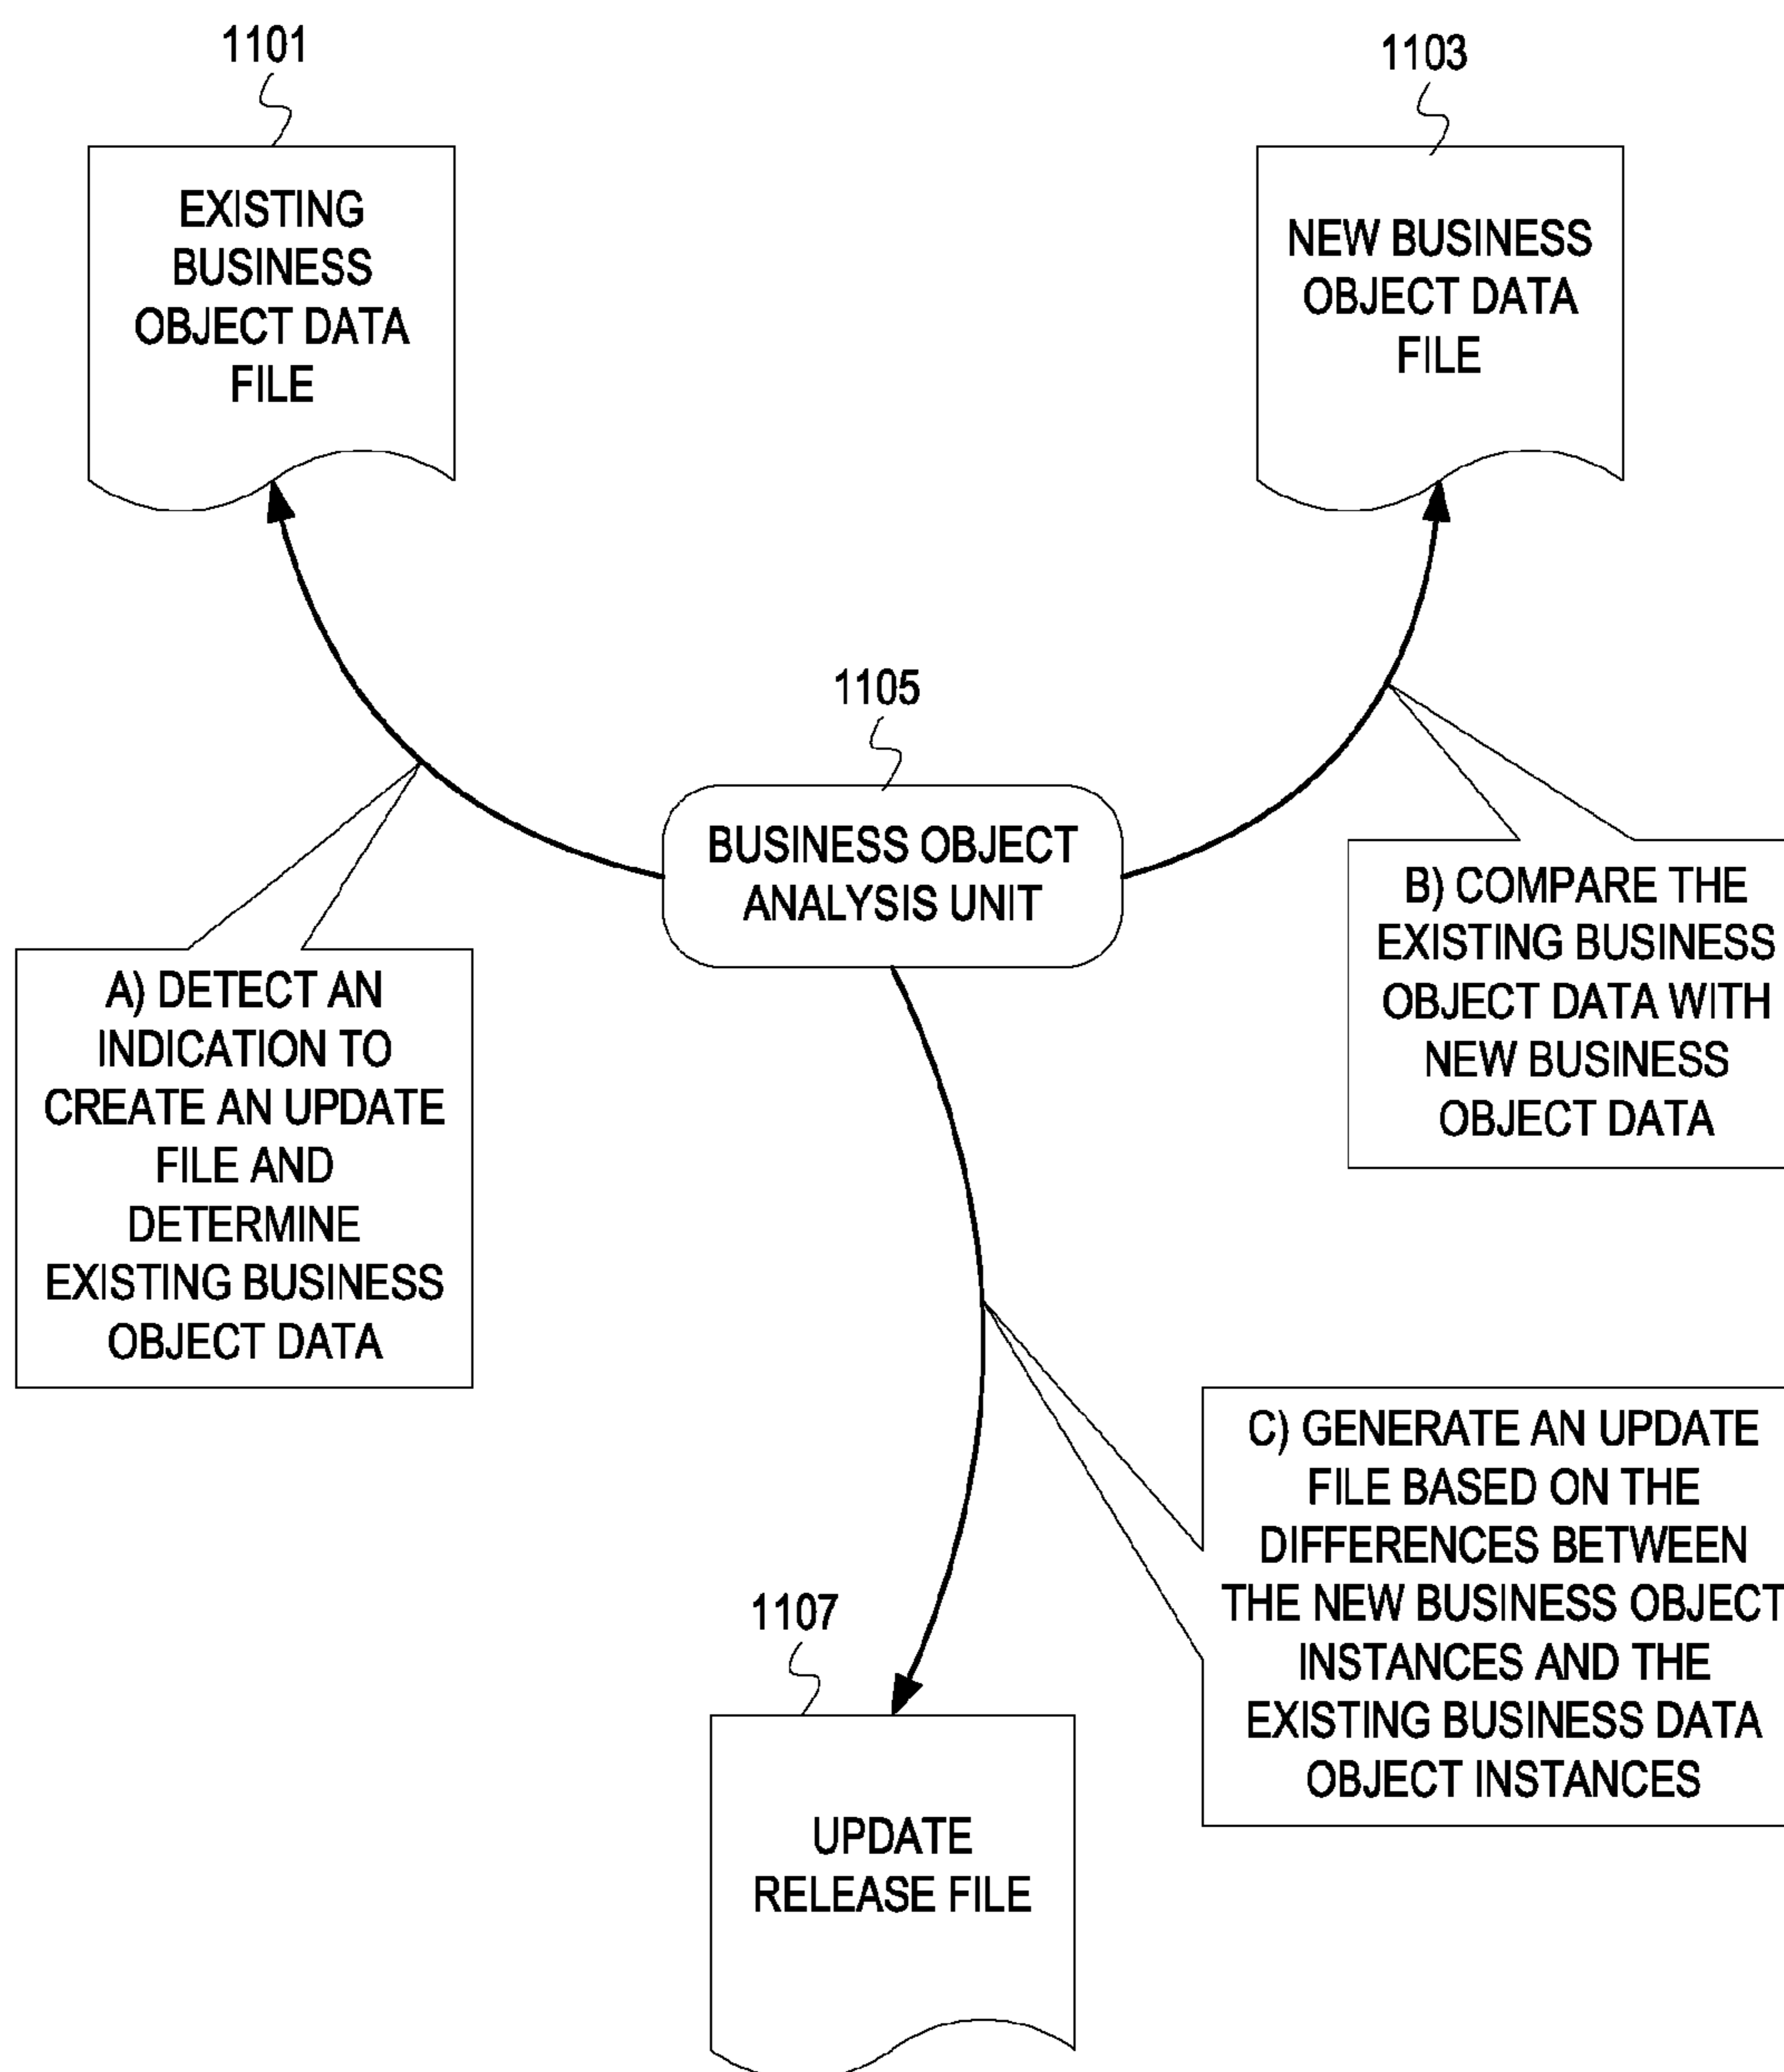 1101
EXISTING
BUSINESS
OBJECT DATA
FILE
1103
NEW BUSINESS
OBJECT DATA
FILE
1105
BUSINESS OBJECT
ANALYSIS UNIT
A) DETECT AN
INDICATION TO
CREATE AN UPDATE
FILE AND
DETERMINE
EXISTING BUSINESS
OBJECT DATA
B) COMPARE THE
EXISTING BUSINESS
OBJECT DATA WITH
NEW BUSINESS
OBJECT DATA
C) GENERATE AN UPDATE
FILE BASED ON THE
DIFFERENCES BETWEEN
THE NEW BUSINESS OBJECT
INSTANCES AND THE
EXISTING BUSINESS DATA
OBJECT INSTANCES
1107
UPDATE
RELEASE FILE